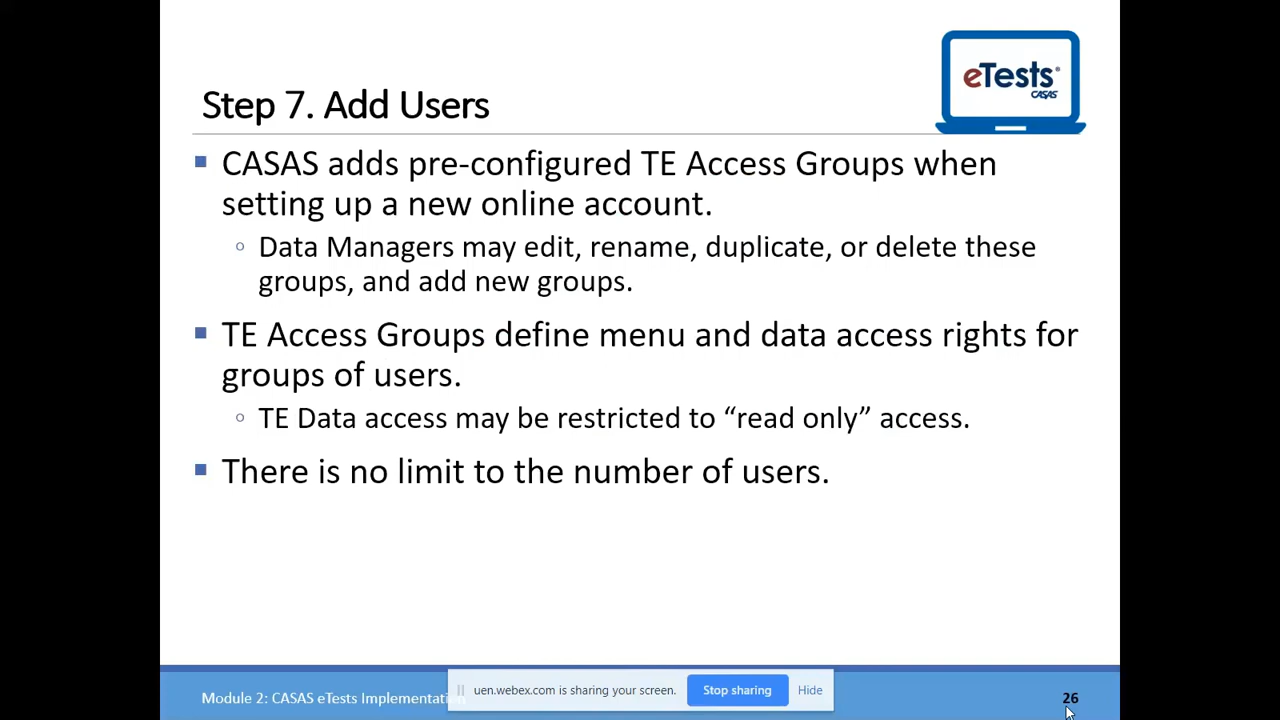 eTests®
CASAS
Step 7. Add Users
CASAS adds pre-configured TE Access Groups when
setting up a new online account.
Data Managers may edit, rename, duplicate, or delete these
groups, and add new groups.
TE Access Groups define menu and data access rights for
groups of users.
TE Data access may be restricted to “read only” access.
There is no limit to the number of users.
Module 2: CASAS eTests Implementation
uen.webex.com is sharing your screen.
Stop sharing
Hide
26